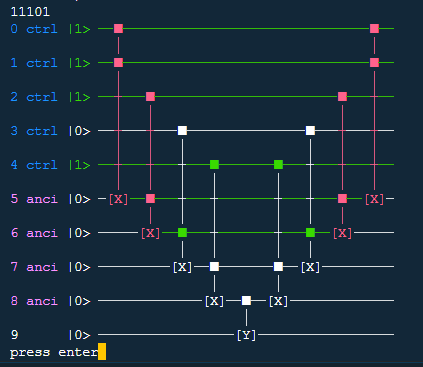 11101
0 ctrl |1>
1 ctrl |1>
2 ctrl |1>
3 ctrl |0>
4 ctrl |1>
5 anci |0> [X] [X]
6 anci |0> [X] [X]
7 anci |0> [X] [X]
8 anci |0> [X] [X]
9 |0> [Y]
press enter